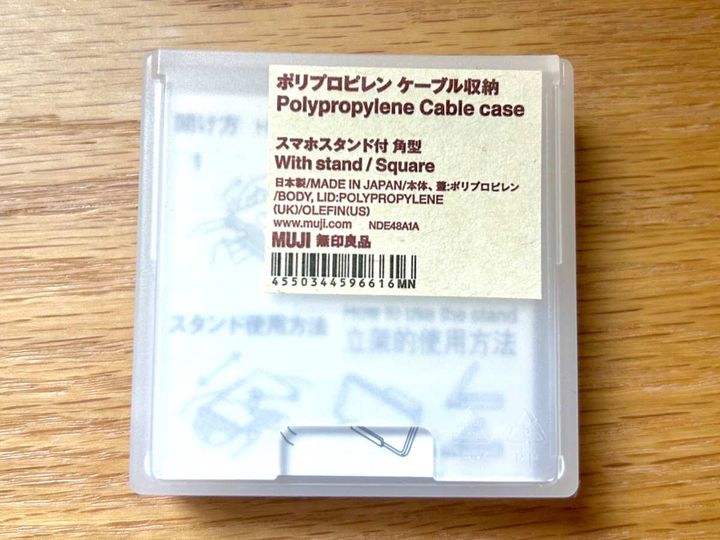 ポリプロピレン ケーブル収納
Polypropylene Cable case
スマホスタンド付 角型
With stand / Square
日本製/MADE IN JAPAN/本体、蓋:ポリプロピレン
/BODY, LID:POLYPROPYLENE
(UK)/OLEFIN(US)
www.muji.com NDE48A1A
MUJI 無印良品
4550344596616MN
開け方
1
How to Use the stand
スタンド使用方法
立架的使用方法